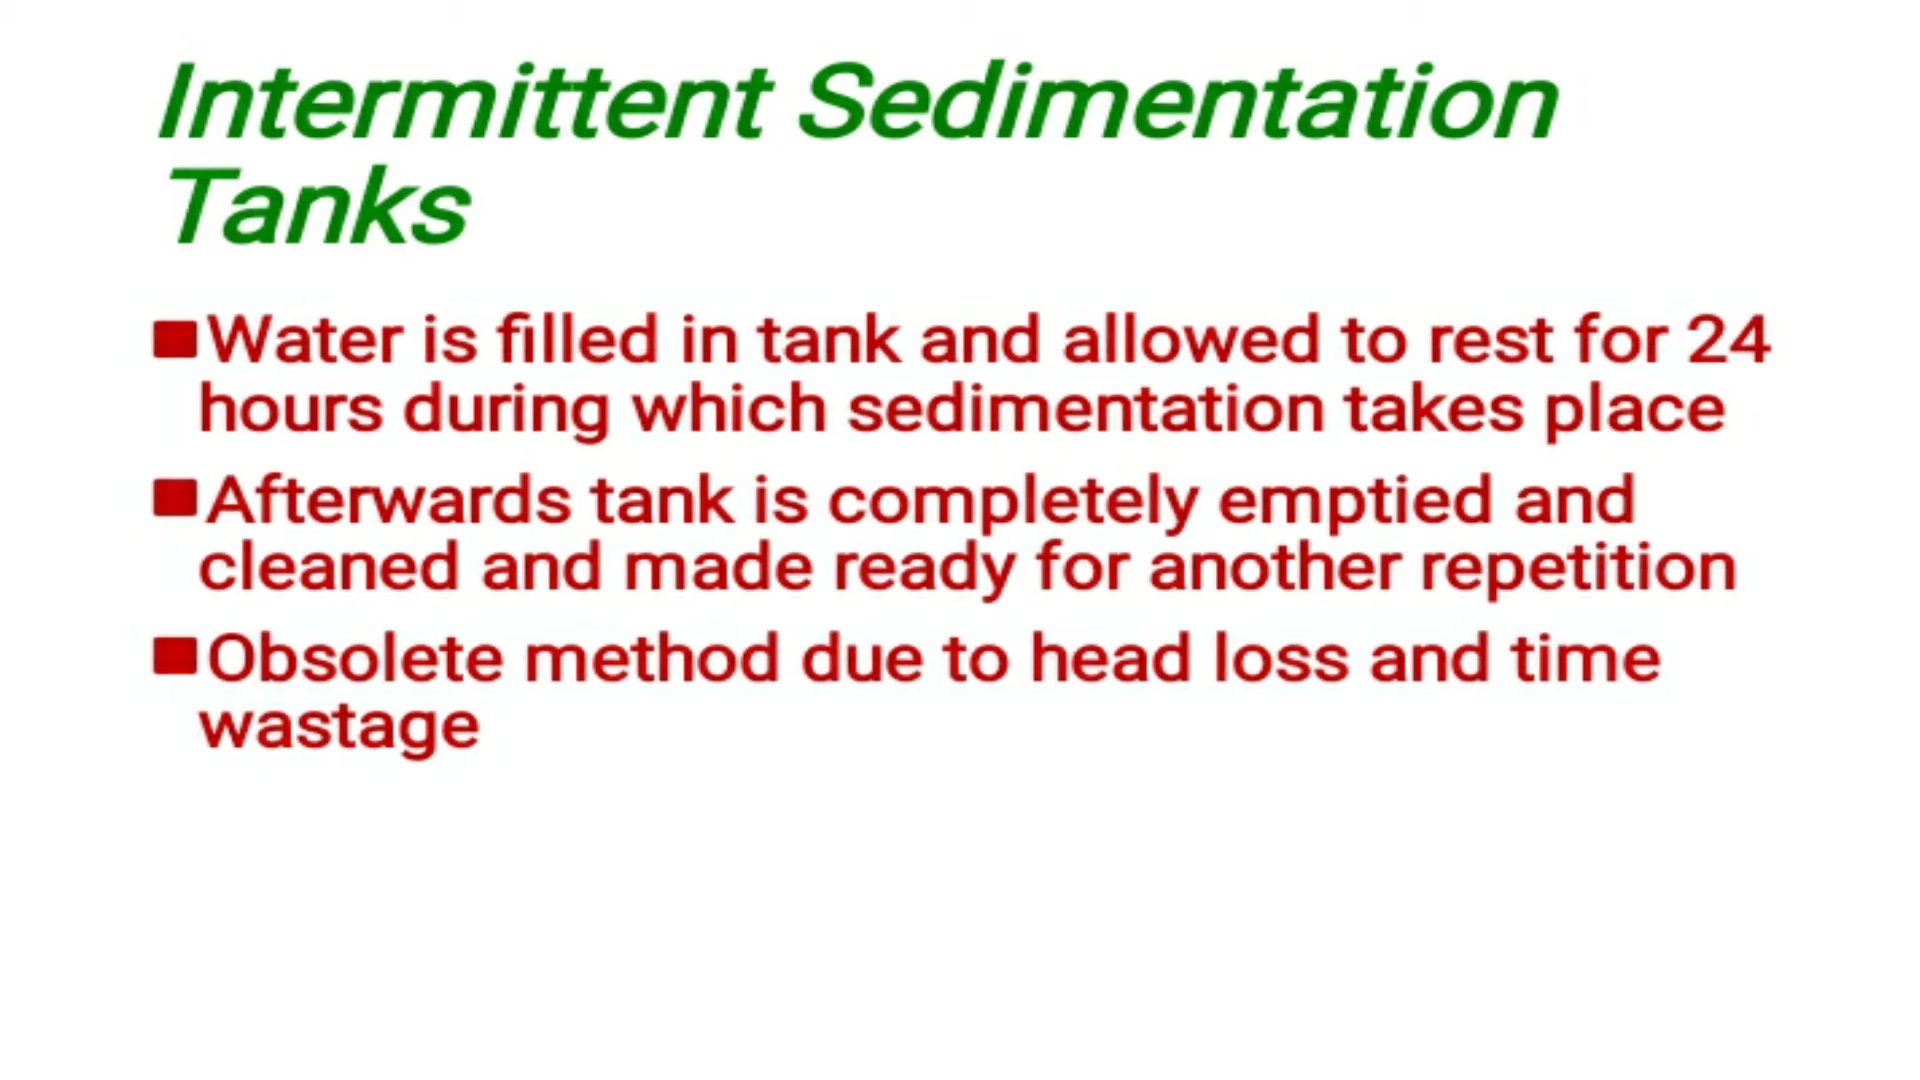 Intermittent Sedimentation
Tanks
Water is filled in tank and allowed to rest for 24
hours during which sedimentation takes place
Afterwards tank is completely emptied and
cleaned and made ready for another repetition
Obsolete method due to head loss and time
wastage